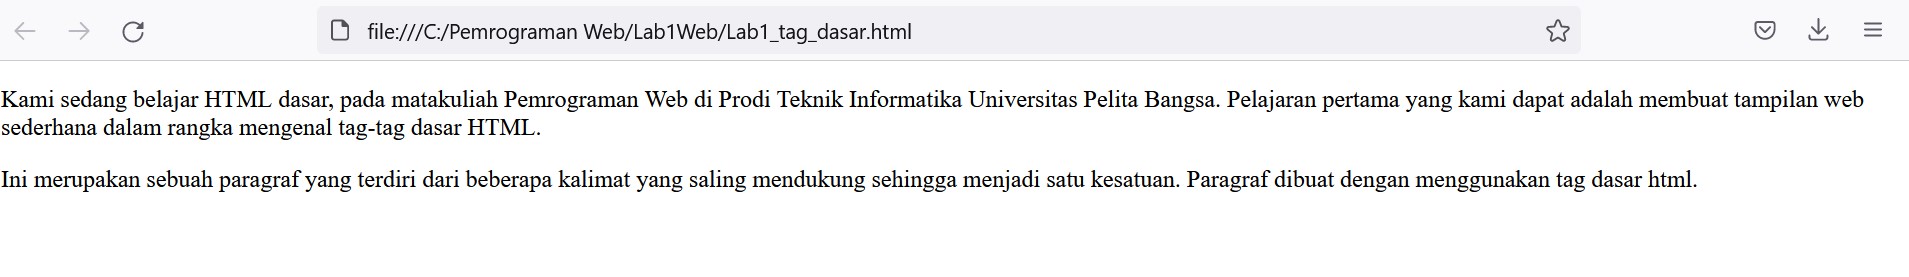 file:///C:/Pemrograman Web/Lab1Web/Lab1_tag_dasar.html
Kami sedang belajar HTML dasar, pada matakuliah Pemrograman Web di Prodi Teknik Informatika Universitas Pelita Bangsa. Pelajaran pertama yang kami dapat adalah membuat tampilan web
sederhana dalam rangka mengenal tag-tag dasar HTML.
Ini merupakan sebuah paragraf yang terdiri dari beberapa kalimat yang saling mendukung sehingga menjadi satu kesatuan. Paragraf dibuat dengan menggunakan tag dasar html.